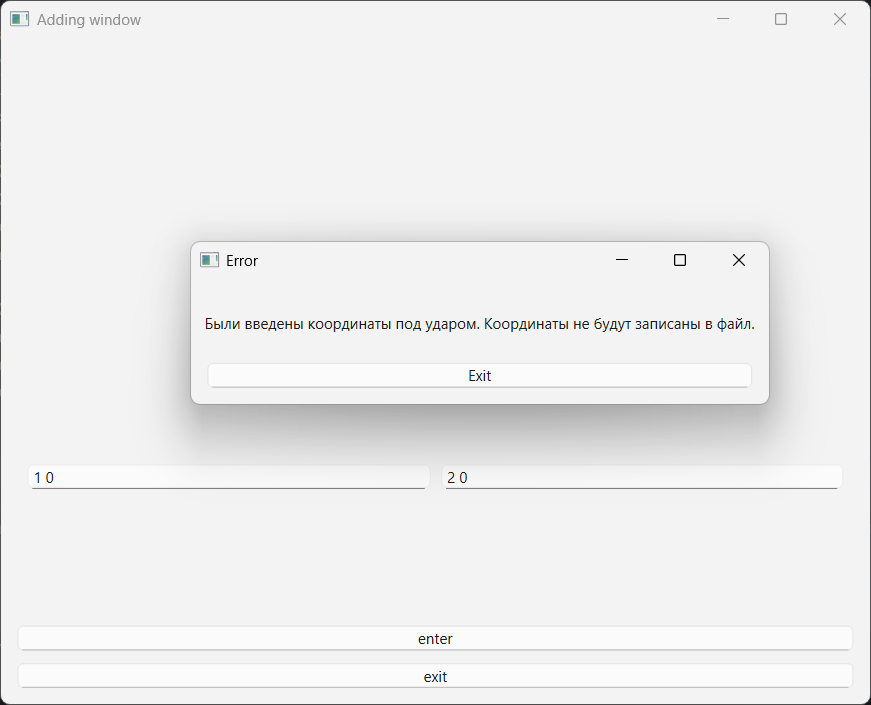 Adding window
Error
Были введены координаты под ударом. Координаты не будут записаны в файл.
Exit
1 0
2 0
enter
exit